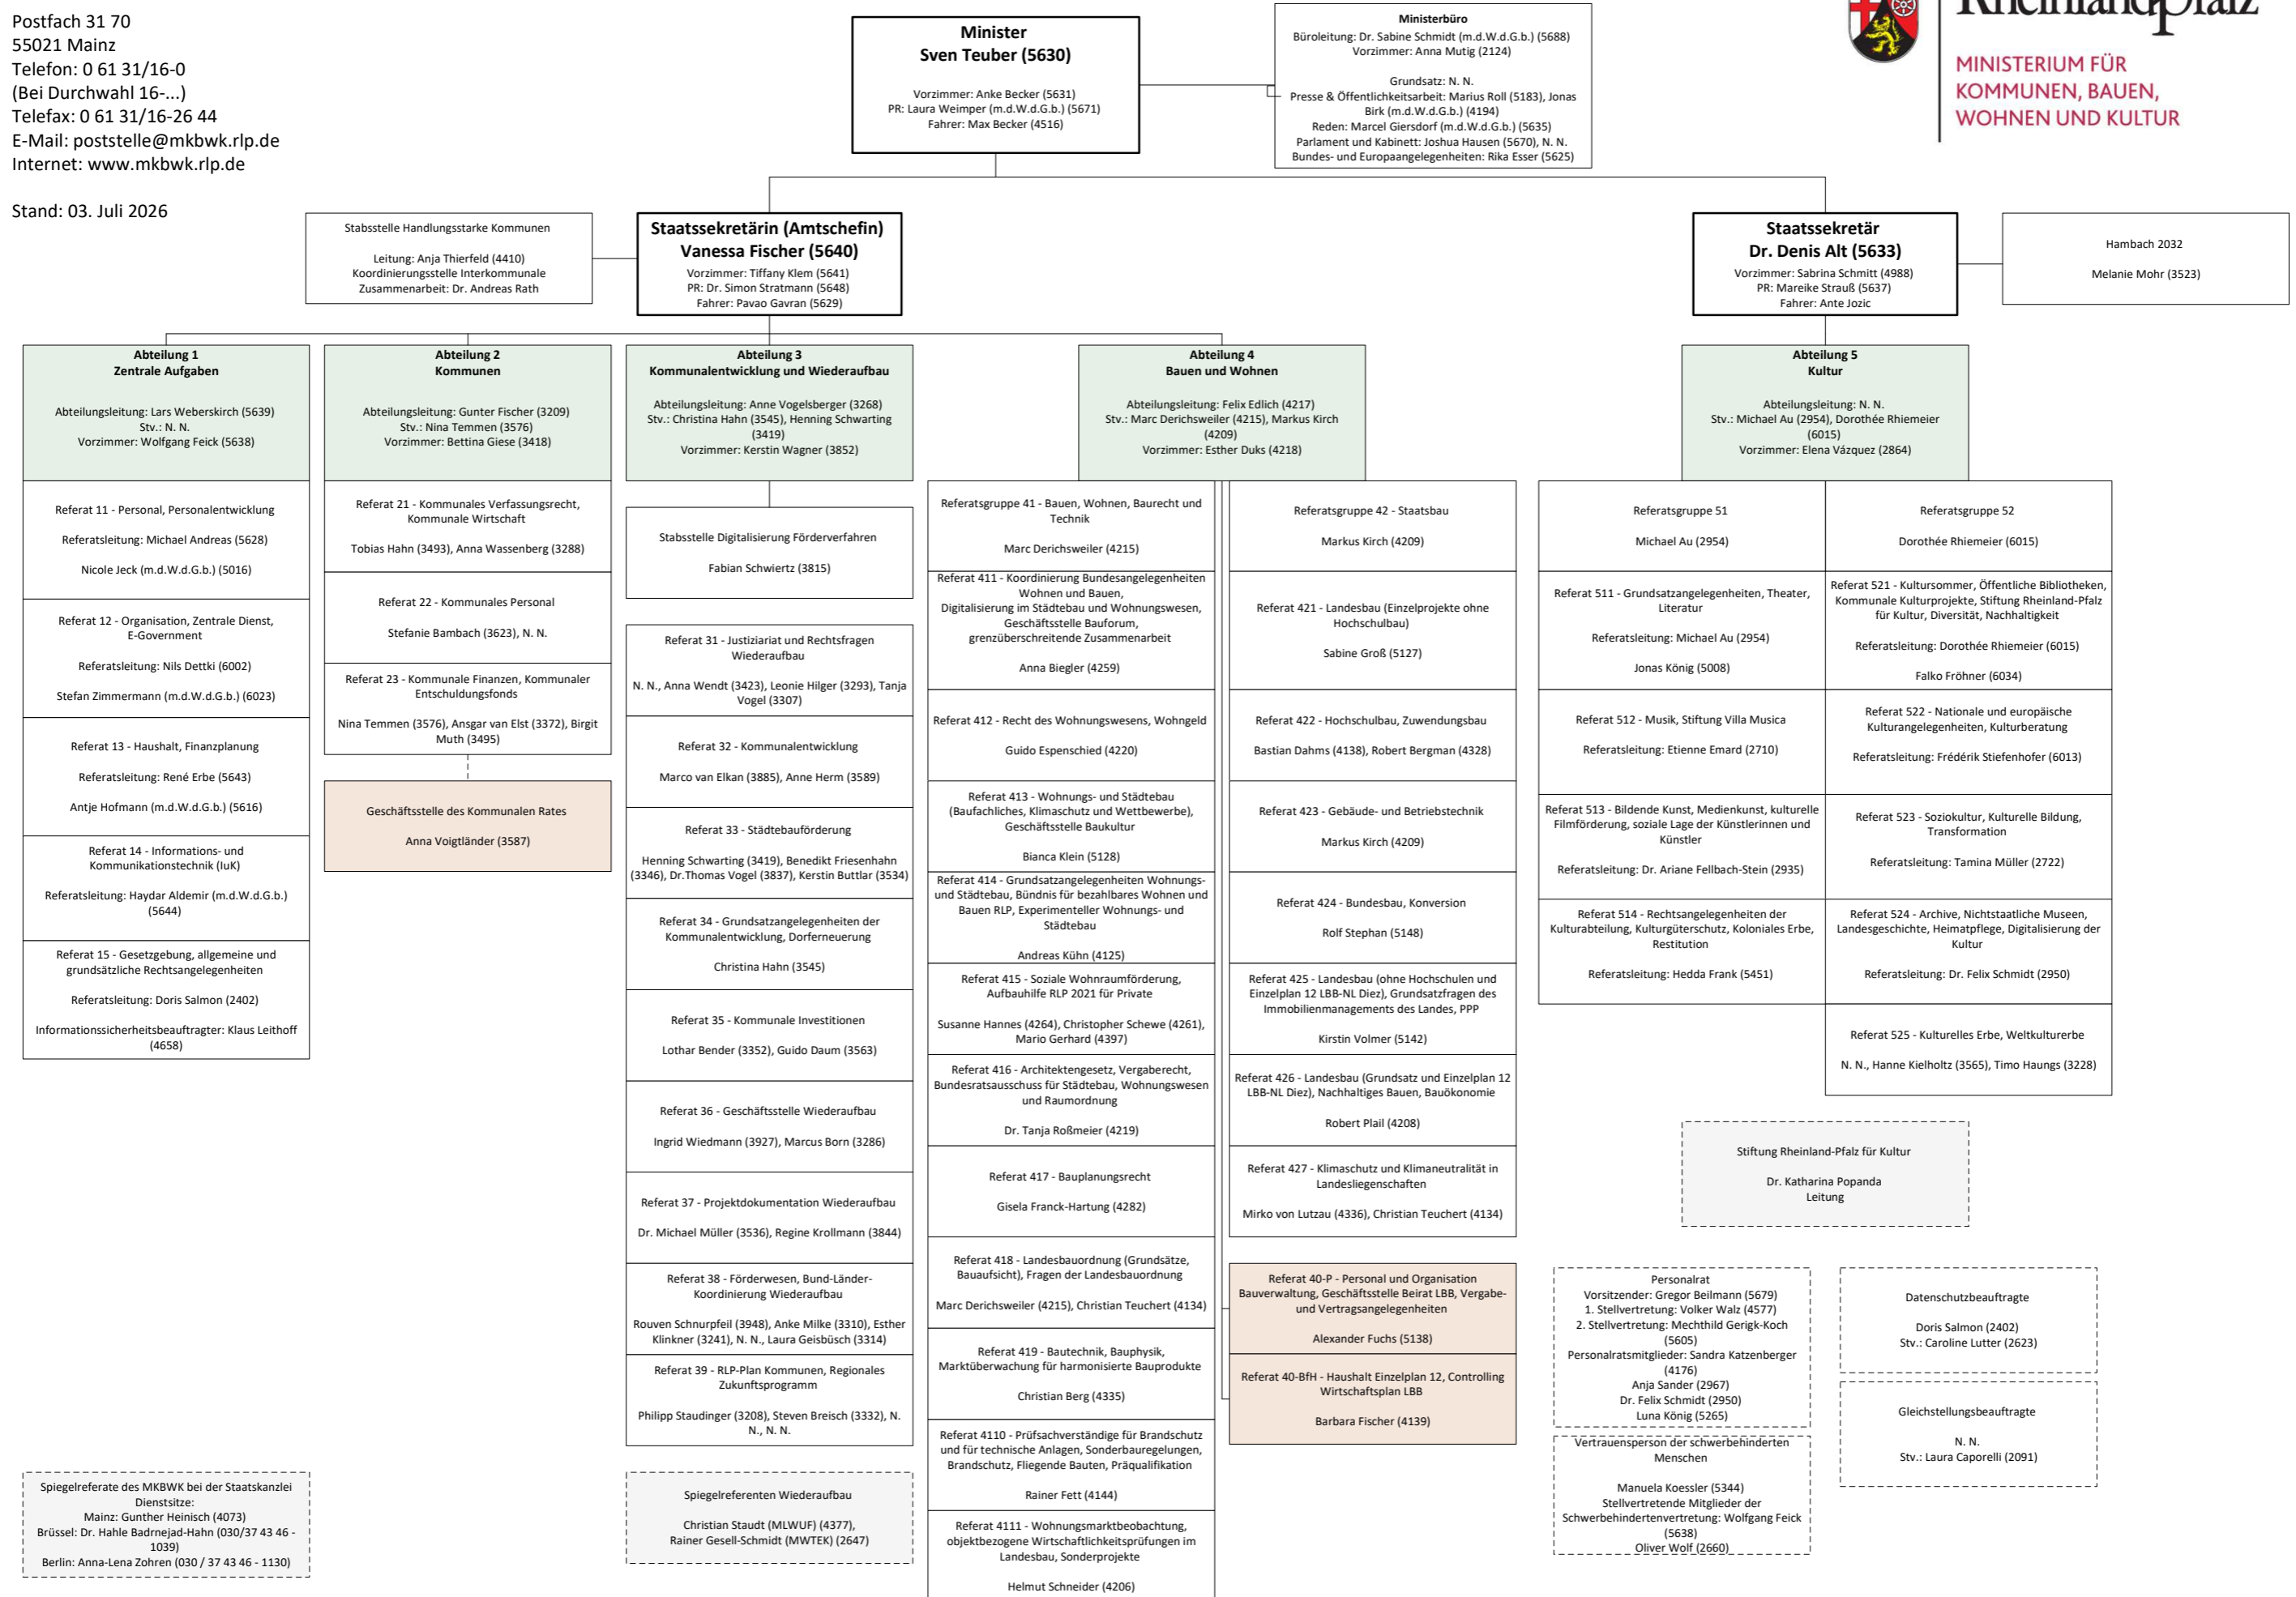 Postfach 31 70
55021 Mainz
Telefon: 0 61 31/16-0
(Bei Durchwahl 16-...)
Telefax: 0 61 31/16-26 44
E-Mail: poststelle@mkbwk.rlp.de
Internet: www.mkbwk.rlp.de
Stand: 03. Juli 2026
Minister
Sven Teuber (5630)
Vorzimmer: Anke Becker (5631)
PR: Laura Weimper (m.d.W.d.G.b.) (5671)
Fahrer: Max Becker (4516)
Ministerbüro
Büroleitung: Dr. Sabine Schmidt (m.d.W.d.G.b.) (5688)
Vorzimmer: Anna Mutig (2124)
Grundsatz: N. N.
Presse & Öffentlichkeitsarbeit: Marius Roll (5183), Jonas
Birk (m.d.W.d.G.b.) (4194)
Reden: Marcel Giersdorf (m.d.W.d.G.b.) (5635)
Parlament und Kabinett: Joshua Hausen (5670), N. N.
Bundes- und Europaangelegenheiten: Rika Esser (5625)
RheinlandPfalz
MINISTERIUM FÜR
KOMMUNEN, BAUEN,
WOHNEN UND KULTUR
Stabsstelle Handlungsstarke Kommunen
Leitung: Anja Thierfeld (4410)
Koordinierungsstelle Interkommunale
Zusammenarbeit: Dr. Andreas Rath
Staatssekretärin (Amtschefin)
Vanessa Fischer (5640)
Vorzimmer: Tiffany Klem (5641)
PR: Dr. Simon Stratmann (5648)
Fahrer: Pavao Gavran (5629)
Staatssekretär
Dr. Denis Alt (5633)
Vorzimmer: Sabrina Schmitt (4988)
PR: Mareike Strauß (5637)
Fahrer: Ante Jozic
Hambach 2032
Melanie Mohr (3523)
Abteilung 1
Zentrale Aufgaben
Abteilungsleitung: Lars Weberskirch (5639)
Stv.: N. N.
Vorzimmer: Wolfgang Feick (5638)
Referat 11 - Personal, Personalentwicklung
Referatsleitung: Michael Andreas (5628)
Nicole Jeck (m.d.W.d.G.b.) (5016)
Referat 12 - Organisation, Zentrale Dienst,
E-Government
Referatsleitung: Nils Dettki (6002)
Stefan Zimmermann (m.d.W.d.G.b.) (6023)
Referat 13 - Haushalt, Finanzplanung
Referatsleitung: René Erbe (5643)
Antje Hofmann (m.d.W.d.G.b.) (5616)
Referat 14 - Informations- und
Kommunikationstechnik (IuK)
Referatsleitung: Haydar Aldemir (m.d.W.d.G.b.)
(5644)
Referat 15 - Gesetzgebung, allgemeine und
grundsätzliche Rechtsangelegenheiten
Referatsleitung: Doris Salmon (2402)
Informationssicherheitsbeauftragter: Klaus Leithoff
(4658)
Spiegelreferate des MKBWK bei der Staatskanzlei
Dienstsitze:
Mainz: Gunther Heinisch (4073)
Brüssel: Dr. Hahle Badrnejad-Hahn (030/37 43 46 -
1039)
Berlin: Anna-Lena Zohren (030 / 37 43 46 - 1130)
Abteilung 2
Kommunen
Abteilungsleitung: Gunter Fischer (3209)
Stv.: Nina Temmen (3576)
Vorzimmer: Bettina Giese (3418)
Referat 21 - Kommunales Verfassungsrecht,
Kommunale Wirtschaft
Tobias Hahn (3493), Anna Wassenberg (3288)
Referat 22 - Kommunales Personal
Stefanie Bambach (3623), N. N.
Referat 23 - Kommunale Finanzen, Kommunaler
Entschuldungsfonds
Nina Temmen (3576), Ansgar van Elst (3372), Birgit
Muth (3495)
Geschäftsstelle des Kommunalen Rates
Anna Voigtländer (3587)
Abteilung 3
Kommunalentwicklung und Wiederaufbau
Abteilungsleitung: Anne Vogelsberger (3268)
Stv.: Christina Hahn (3545), Henning Schwarting
(3419)
Vorzimmer: Kerstin Wagner (3852)
Stabsstelle Digitalisierung Förderverfahren
Fabian Schwiertz (3815)
Referat 31 - Justiziariat und Rechtsfragen
Wiederaufbau
N. N., Anna Wendt (3423), Leonie Hilger (3293), Tanja
Vogel (3307)
Referat 32 - Kommunalentwicklung
Marco van Elkan (3885), Anne Herm (3589)
Referat 33 - Städtebauförderung
Henning Schwarting (3419), Benedikt Friesenhahn
(3346), Dr.Thomas Vogel (3837), Kerstin Buttlar (3534)
Referat 34 - Grundsatzangelegenheiten der
Kommunalentwicklung, Dorferneuerung
Christina Hahn (3545)
Referat 35 - Kommunale Investitionen
Lothar Bender (3352), Guido Daum (3563)
Referat 36 - Geschäftsstelle Wiederaufbau
Ingrid Wiedmann (3927), Marcus Born (3286)
Referat 37 - Projektdokumentation Wiederaufbau
Dr. Michael Müller (3536), Regine Krollmann (3844)
Referat 38 - Förderwesen, Bund-Länder-
Koordinierung Wiederaufbau
Rouven Schnurpfeil (3948), Anke Milke (3310), Esther
Klinkner (3241), N. N., Laura Geisbüsch (3314)
Referat 39 - RLP-Plan Kommunen, Regionales
Zukunftsprogramm
Philipp Staudinger (3208), Steven Breisch (3332), N.
N., N. N.
Spiegelreferenten Wiederaufbau
Christian Staudt (MLWUF) (4377),
Rainer Gesell-Schmidt (MWTEK) (2647)
Abteilung 4
Bauen und Wohnen
Abteilungsleitung: Felix Edlich (4217)
Stv.: Marc Derichsweiler (4215), Markus Kirch
(4209)
Vorzimmer: Esther Duks (4218)
Referatsgruppe 41 - Bauen, Wohnen, Baurecht und
Technik
Marc Derichsweiler (4215)
Referat 411 - Koordinierung Bundesangelegenheiten
Wohnen und Bauen,
Digitalisierung im Städtebau und Wohnungswesen,
Geschäftsstelle Bauforum,
grenzüberschreitende Zusammenarbeit
Anna Biegler (4259)
Referat 412 - Recht des Wohnungswesens, Wohngeld
Guido Espenschied (4220)
Referat 413 - Wohnungs- und Städtebau
(Baufachliches, Klimaschutz und Wettbewerbe),
Geschäftsstelle Baukultur
Bianca Klein (5128)
Referat 414 - Grundsatzangelegenheiten Wohnungs-
und Städtebau, Bündnis für bezahlbares Wohnen und
Bauen RLP, Experimenteller Wohnungs- und
Städtebau
Andreas Kühn (4125)
Referat 415 - Soziale Wohnraumförderung,
Aufbauhilfe RLP 2021 für Private
Susanne Hannes (4264), Christopher Schewe (4261),
Mario Gerhard (4397)
Referat 416 - Architektengesetz, Vergaberecht,
Bundesratsausschuss für Städtebau, Wohnungswesen
und Raumordnung
Dr. Tanja Roßmeier (4219)
Referat 417 - Bauplanungsrecht
Gisela Franck-Hartung (4282)
Referat 418 - Landesbauordnung (Grundsätze,
Bauaufsicht), Fragen der Landesbauordnung
Marc Derichsweiler (4215), Christian Teuchert (4134)
Referat 419 - Bautechnik, Bauphysik,
Marktüberwachung für harmonisierte Bauprodukte
Christian Berg (4335)
Referat 4110 - Prüfsachverständige für Brandschutz
und für technische Anlagen, Sonderbauregelungen,
Brandschutz, Fliegende Bauten, Präqualifikation
Rainer Fett (4144)
Referat 4111 - Wohnungsmarktbeobachtung,
objektbezogene Wirtschaftlichkeitsprüfungen im
Landesbau, Sonderprojekte
Helmut Schneider (4206)
Referatsgruppe 42 - Staatsbau
Markus Kirch (4209)
Referat 421 - Landesbau (Einzelprojekte ohne
Hochschulbau)
Sabine Groß (5127)
Referat 422 - Hochschulbau, Zuwendungsbau
Bastian Dahms (4138), Robert Bergman (4328)
Referat 423 - Gebäude- und Betriebstechnik
Markus Kirch (4209)
Referat 424 - Bundesbau, Konversion
Rolf Stephan (5148)
Referat 425 - Landesbau (ohne Hochschulen und
Einzelplan 12 LBB-NL Diez), Grundsatzfragen des
Immobilienmanagements des Landes, PPP
Kirstin Volmer (5142)
Referat 426 - Landesbau (Grundsatz und Einzelplan 12
LBB-NL Diez), Nachhaltiges Bauen, Bauökonomie
Robert Plail (4208)
Referat 427 - Klimaschutz und Klimaneutralität in
Landesliegenschaften
Mirko von Lutzau (4336), Christian Teuchert (4134)
Referat 40-P - Personal und Organisation
Bauverwaltung, Geschäftsstelle Beirat LBB, Vergabe-
und Vertragsangelegenheiten
Alexander Fuchs (5138)
Referat 40-BfH - Haushalt Einzelplan 12, Controlling
Wirtschaftsplan LBB
Barbara Fischer (4139)
Abteilung 5
Kultur
Abteilungsleitung: N. N.
Stv.: Michael Au (2954), Dorothée Rhiemeier
(6015)
Vorzimmer: Elena Vázquez (2864)
Referatsgruppe 51
Michael Au (2954)
Referat 511 - Grundsatzangelegenheiten, Theater,
Literatur
Referatsleitung: Michael Au (2954)
Jonas König (5008)
Referat 512 - Musik, Stiftung Villa Musica
Referatsleitung: Etienne Emard (2710)
Referat 513 - Bildende Kunst, Medienkunst, kulturelle
Filmförderung, soziale Lage der Künstlerinnen und
Künstler
Referatsleitung: Dr. Ariane Fellbach-Stein (2935)
Referat 514 - Rechtsangelegenheiten der
Kulturabteilung, Kulturgüterschutz, Koloniales Erbe,
Restitution
Referatsleitung: Hedda Frank (5451)
Referatsgruppe 52
Dorothée Rhiemeier (6015)
Referat 521 - Kultursommer, Öffentliche Bibliotheken,
Kommunale Kulturprojekte, Stiftung Rheinland-Pfalz
für Kultur, Diversität, Nachhaltigkeit
Referatsleitung: Dorothée Rhiemeier (6015)
Falko Fröhner (6034)
Referat 522 - Nationale und europäische
Kulturangelegenheiten, Kulturberatung
Referatsleitung: Frédérik Stiefenhofer (6013)
Referat 523 - Soziokultur, Kulturelle Bildung,
Transformation
Referatsleitung: Tamina Müller (2722)
Referat 524 - Archive, Nichtstaatliche Museen,
Landesgeschichte, Heimatpflege, Digitalisierung der
Kultur
Referatsleitung: Dr. Felix Schmidt (2950)
Referat 525 - Kulturelles Erbe, Weltkulturerbe
N. N., Hanne Kielholtz (3565), Timo Haungs (3228)
Stiftung Rheinland-Pfalz für Kultur
Dr. Katharina Popanda
Leitung
Personalrat
Vorsitzender: Gregor Beilmann (5679)
1. Stellvertretung: Volker Walz (4577)
2. Stellvertretung: Mechthild Gerigk-Koch
(5605)
Personalratsmitglieder: Sandra Katzenberger
(4176)
Anja Sander (2967)
Dr. Felix Schmidt (2950)
Luna König (5265)
Vertrauensperson der schwerbehinderten
Menschen
Manuela Koessler (5344)
Stellvertretende Mitglieder der
Schwerbehindertenvertretung: Wolfgang Feick
(5638)
Oliver Wolf (2660)
Datenschutzbeauftragte
Doris Salmon (2402)
Stv.: Caroline Lutter (2623)
Gleichstellungsbeauftragte
N. N.
Stv.: Laura Caporelli (2091)